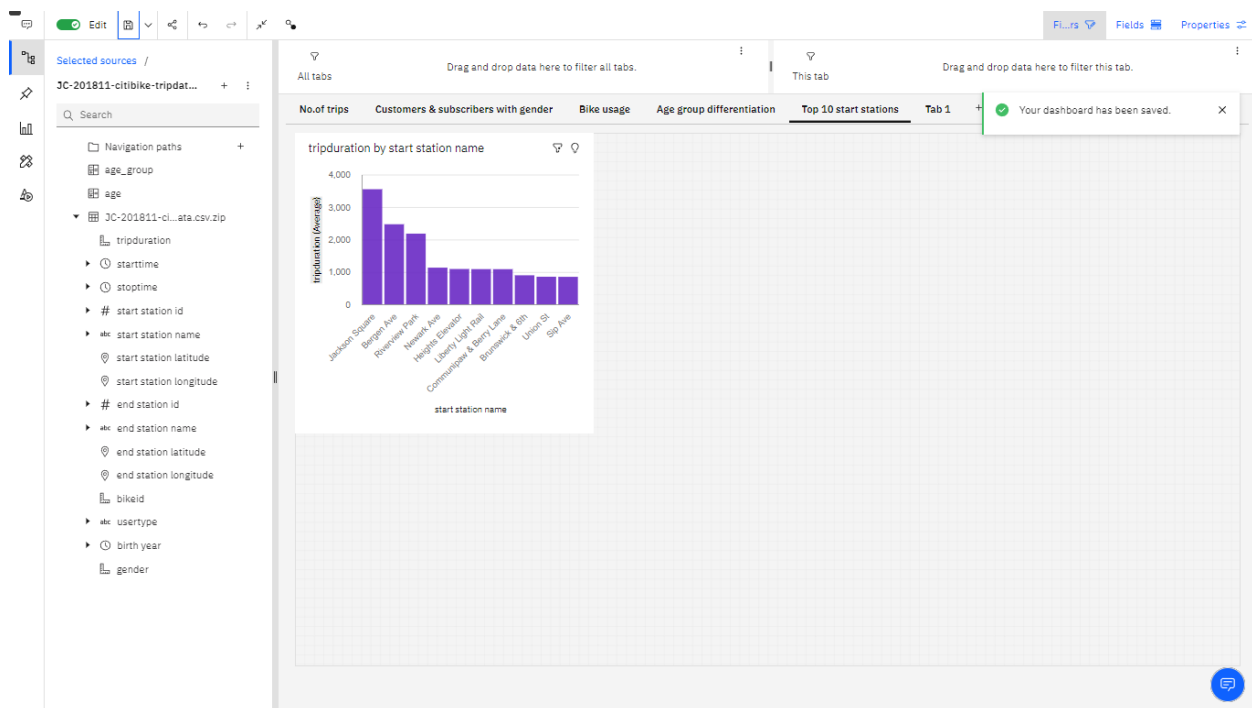 Edit
Fi...rs
Fields
Properties
Selected sources /
JC-201811-citibike-tripdat... +
Search
Navigation paths +
age_group
age
JC-201811-ci...ata.csv.zip
tripduration
starttime
stoptime
# start station id
abc start station name
start station latitude
start station longitude
# end station id
abc end station name
end station latitude
end station longitude
bikeid
abc usertype
birth year
gender
All tabs
Drag and drop data here to filter all tabs.
This tab
Drag and drop data here to filter this tab.
No.of trips
Customers & subscribers with gender
Bike usage
Age group differentiation
Top 10 start stations
Tab 1
+
Your dashboard has been saved.
tripduration by start station name
tripduration (Average)
4,000
3,000
2,000
1,000
0
Jackson Square
Bergen Ave
Riverview Park
Newark Ave
Heights Elevator
Liberty Light Rail
Communipaw & Berry Lane
Brunswick & 6th
Union St
Sip Ave
start station name